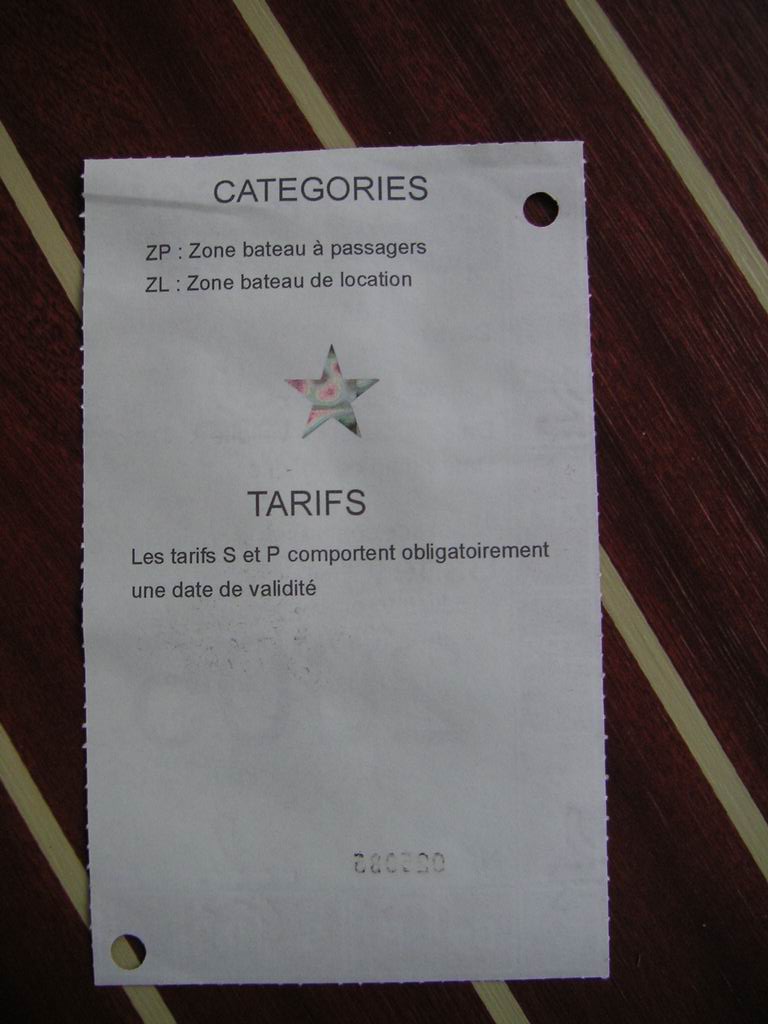 CATEGORIES
ZP : Zone bateau à passagers
ZL : Zone bateau de location
TARIFS
Les tarifs S et P comportent obligatoirement
une date de validité